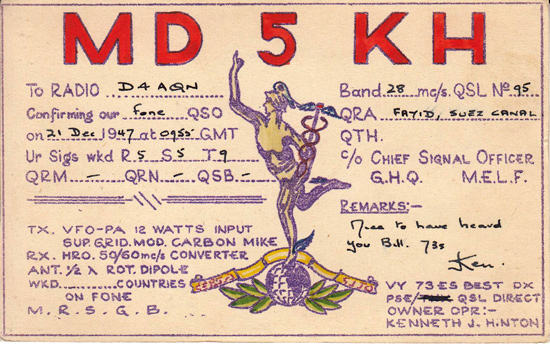 MD 5 KH
To RADIO D4AQN
Confirming our fone QSO
on 21 Dec 1947 at 0955 GMT
Ur Sigs wkd R 5 S 5 T 9
QRM - QRN - QSB -
Band 28 mc/s. QSL No 95
QRA FAYID, SUEZ CANAL
QTH.
c/o CHIEF SIGNAL OFFICER
G.H.Q. M.E.L.F.
REMARKS:-
Nice to have heard
you Bill. 73s
Ken.
TX. VFO-PA 12 WATTS INPUT
SUP. GRID. MOD. CARBON MIKE
RX. HRO. 50/60mc/s CONVERTER
ANT. 1/2 λ ROT. DIPOLE
WKD. COUNTRIES
ON FONE
M. R. S. G. B.
VY 73 ES BEST DX
PSE/ QSL DIRECT
OWNER OPR:-
KENNETH J. HINTON